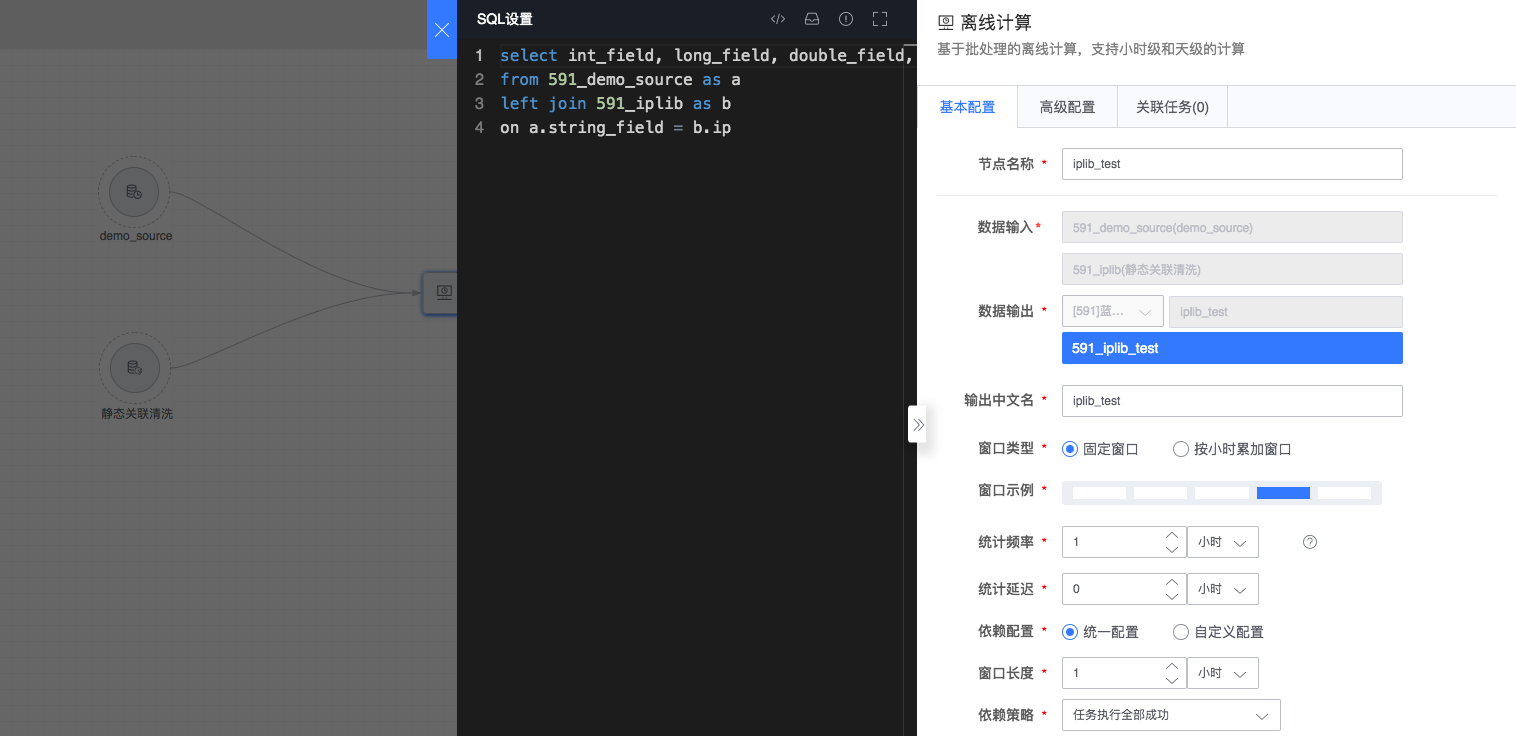 demo_source
静态关联清洗
SQL设置
1 select int_field, long_field, double_field,
2 from 591_demo_source as a
3 left join 591_iplib as b
4 on a.string_field = b.ip
离线计算
基于批处理的离线计算，支持小时级和天级的计算
基本配置 高级配置 关联任务(0)
节点名称 * iplib_test
数据输入 * 591_demo_source(demo_source)
591_iplib(静态关联清洗)
数据输出 * [591]蓝... iplib_test
591_iplib_test
输出中文名 * iplib_test
窗口类型 * 固定窗口 按小时累加窗口
窗口示例 *
统计频率 * 1 小时
统计延迟 * 0 小时
依赖配置 * 统一配置 自定义配置
窗口长度 * 1 小时
依赖策略 * 任务执行全部成功